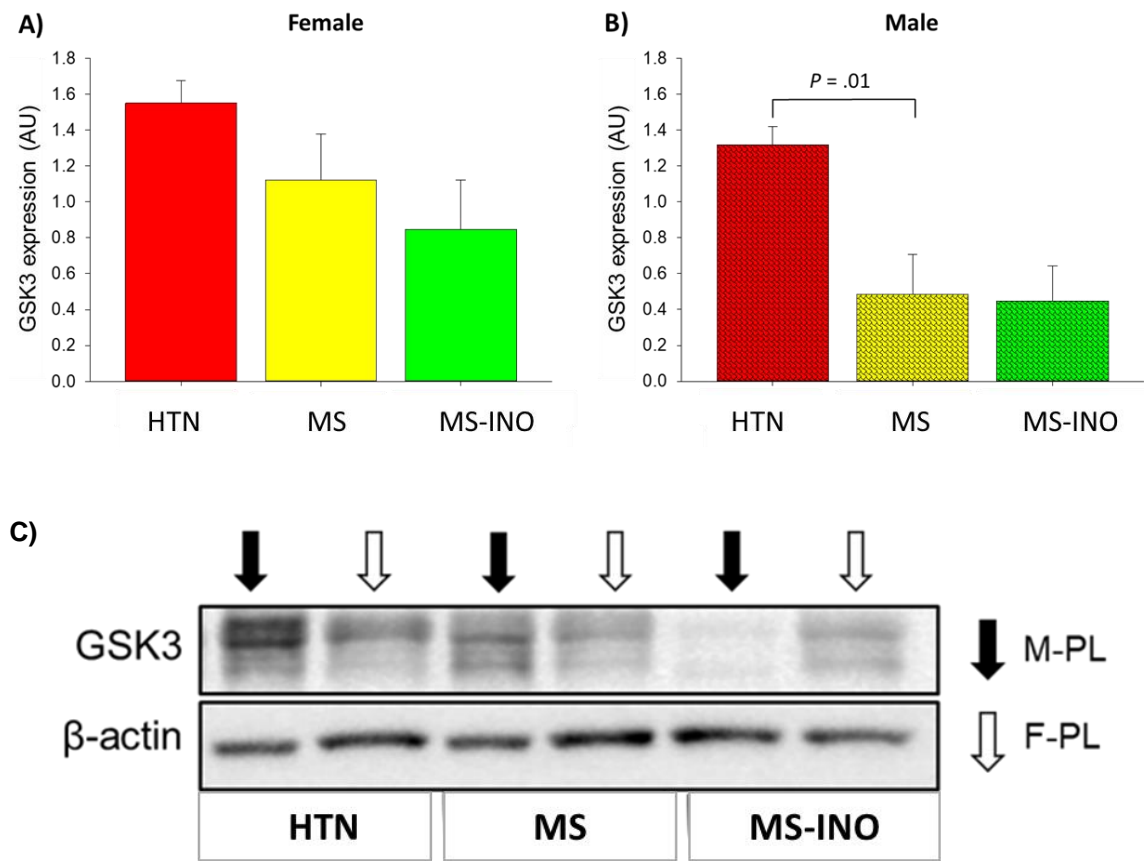 A)
Female
GSK3 expression (AU)
1.8
1.6
1.4
1.2
1.0
0.8
0.6
0.4
0.2
0.0
HTN MS MS-INO
B)
Male
GSK3 expression (AU)
1.8
1.6
1.4
1.2
1.0
0.8
0.6
0.4
0.2
0.0
P = .01
HTN MS MS-INO
C)
GSK3
β-actin
M-PL
F-PL
HTN MS MS-INO